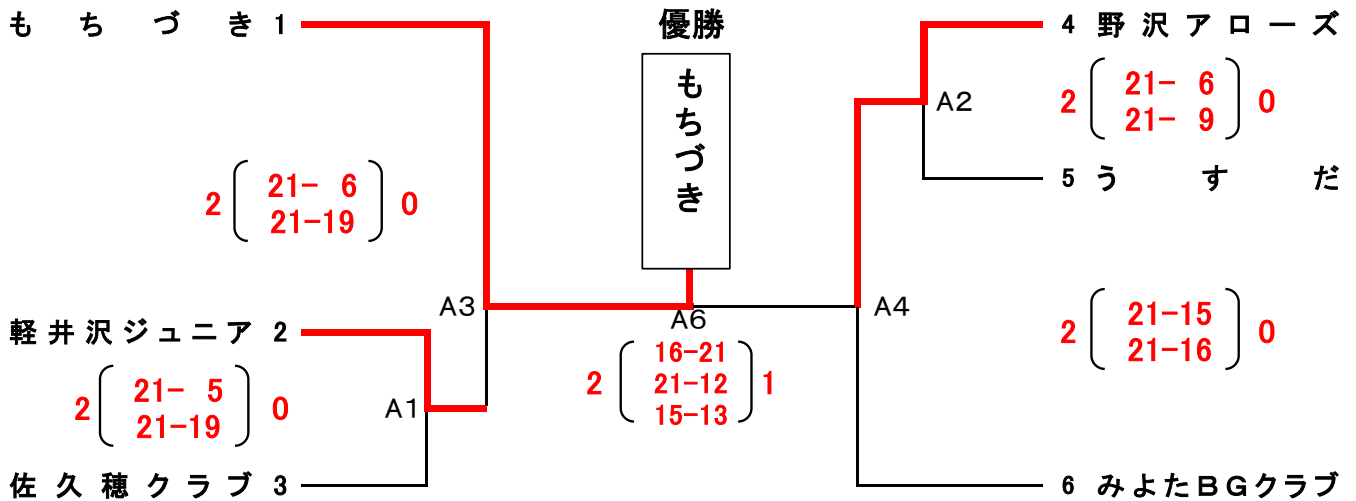 もちづき 1
優勝
もちづき
4 野沢アローズ
A2
2 21- 6 0
21- 9
5 うすだ
2 21- 6 0
21-19
A3
A6
A4
軽井沢ジュニア 2
2 21- 5 0
21-19
A1
佐久穂クラブ 3
2 16-21 1
21-12
15-13
2 21-15 0
21-16
6 みよたBGクラブ